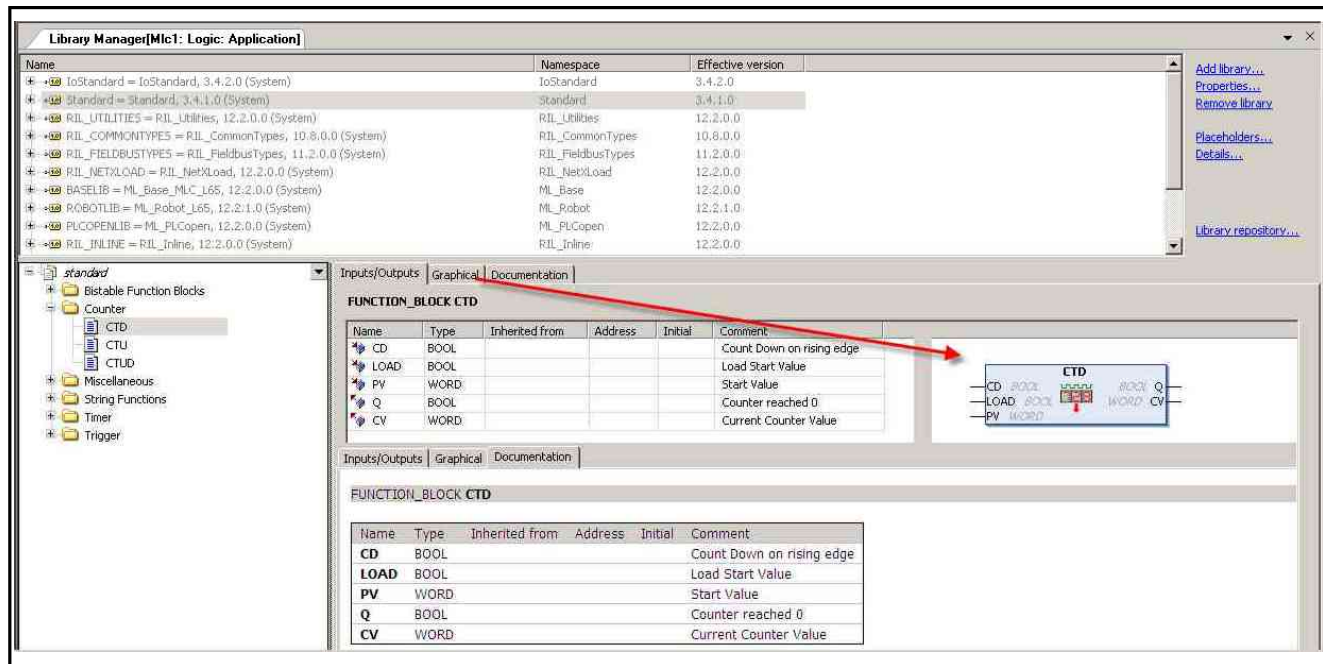 Library Manager[Mlc1: Logic: Application]
Name Namespace Effective version
IoStandard = IoStandard, 3.4.2.0 (System) IoStandard 3.4.2.0
Standard = Standard, 3.4.1.0 (System) Standard 3.4.1.0
RIL_UTILITIES = RIL_Utilities, 12.2.0.0 (System) RIL_Utilities 12.2.0.0
RIL_COMMONTYPES = RIL_CommonTypes, 10.8.0.0 (System) RIL_CommonTypes 10.8.0.0
RIL_FIELDBUSTYPES = RIL_FieldbusTypes, 11.2.0.0 (System) RIL_FieldbusTypes 11.2.0.0
RIL_NETXLOAD = RIL_NetXLoad, 12.2.0.0 (System) RIL_NetXLoad 12.2.0.0
BASELIB = ML_Base_MLC_L65, 12.2.0.0 (System) ML_Base 12.2.0.0
ROBOTLIB = ML_Robot_L65, 12.2.1.0 (System) ML_Robot 12.2.1.0
PLCOPENLIB = ML_PLCopen, 12.2.0.0 (System) ML_PLCopen 12.2.0.0
RIL_INLINE = RIL_Inline, 12.2.0.0 (System) RIL_Inline 12.2.0.0
Add library...
Properties...
Remove library
Placeholders...
Details...
Library repository...
standard
Bistable Function Blocks
Counter
CTD
CTU
CTUD
Miscellaneous
String Functions
Timer
Trigger
Inputs/Outputs Graphical Documentation
FUNCTION_BLOCK CTD
Name Type Inherited from Address Initial Comment
CD BOOL Count Down on rising edge
LOAD BOOL Load Start Value
PV WORD Start Value
Q BOOL Counter reached 0
CV WORD Current Counter Value
CTD
CD BOOL BOOL Q
LOAD BOOL 123 WORD CV
PV WORD
Inputs/Outputs Graphical Documentation
FUNCTION_BLOCK CTD
Name Type Inherited from Address Initial Comment
CD BOOL Count Down on rising edge
LOAD BOOL Load Start Value
PV WORD Start Value
Q BOOL Counter reached 0
CV WORD Current Counter Value